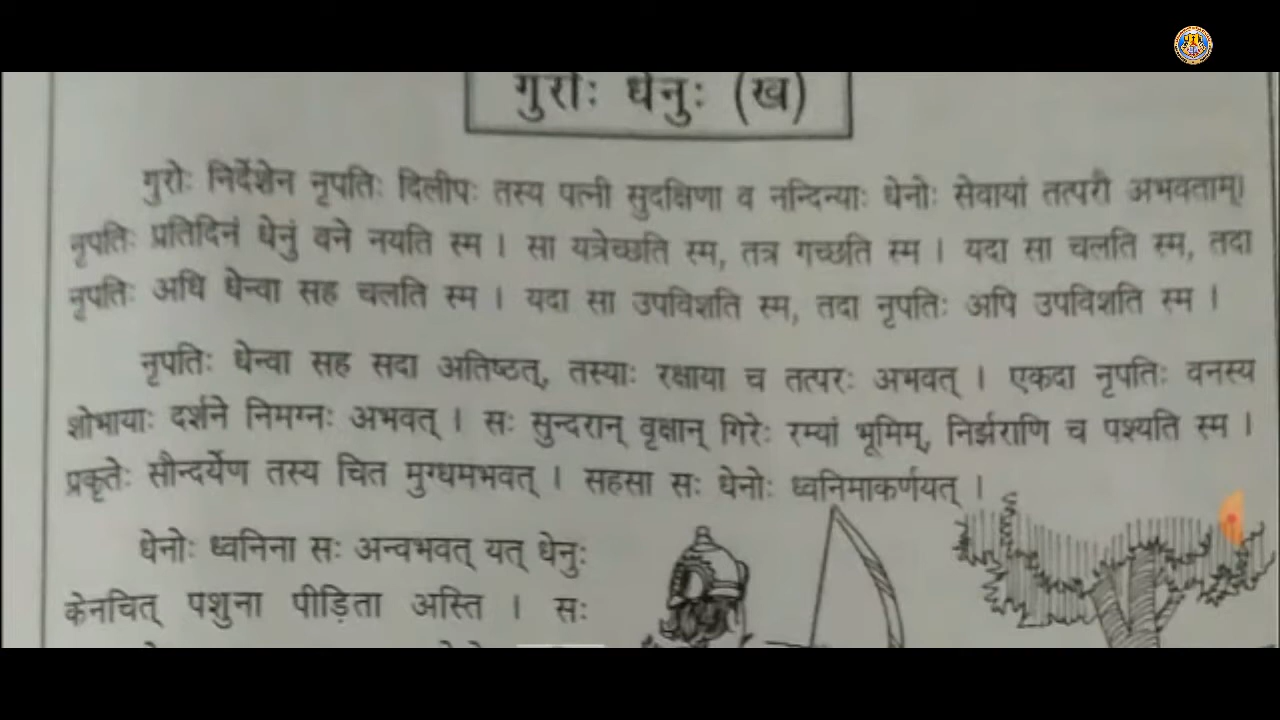 गुरोः धेनुः (ख)
गुरोः निर्देशेन नृपतिः दिलीपः तस्य पत्नी सुदक्षिणा व नन्दिन्याः धेनोः सेवायां तत्परौ अभवताम्।
नृपतिः प्रतिदिनं धेनुं वने नयति स्म । सा यत्रेच्छति स्म, तत्र गच्छति स्म । यदा सा चलति स्म, तदा
नृपतिः अधि धेन्वा सह चलति स्म । यदा सा उपविशति स्म, तदा नृपतिः अपि उपविशति स्म ।
नृपतिः धेन्वा सह सदा अतिष्ठत्, तस्याः रक्षाया च तत्परः अभवत् । एकदा नृपतिः वनस्य
शोभायाः दर्शने निमग्नः अभवत् । सः सुन्दरान् वृक्षान् गिरेः रम्यां भूमिम्, निर्झराणि च पश्यति स्म ।
प्रकृतेः सौन्दर्येण तस्य चित मुग्धमभवत् । सहसा सः धेनोः ध्वनिमाकर्णयत् ।
धेनोः ध्वनिना सः अन्वभवत् यत् धेनुः
केनचित् पशुना पीड़िता अस्ति । सः